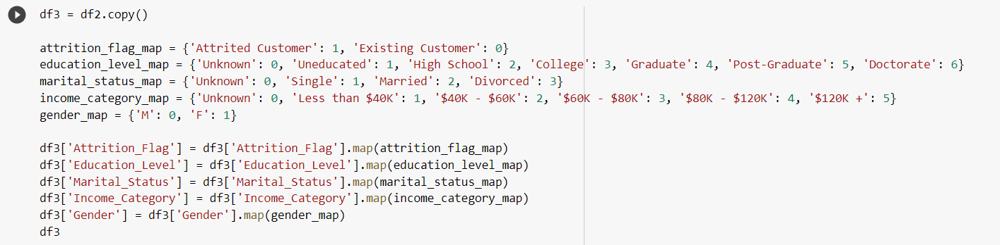 df3 = df2.copy()
attrition_flag_map = {'Attrited Customer': 1, 'Existing Customer': 0}
education_level_map = {'Unknown': 0, 'Uneducated': 1, 'High School': 2, 'College': 3, 'Graduate': 4, 'Post-Graduate': 5, 'Doctorate': 6}
marital_status_map = {'Unknown': 0, 'Single': 1, 'Married': 2, 'Divorced': 3}
income_category_map = {'Unknown': 0, 'Less than $40K': 1, '$40K - $60K': 2, '$60K - $80K': 3, '$80K - $120K': 4, '$120K +': 5}
gender_map = {'M': 0, 'F': 1}
df3['Attrition_Flag'] = df3['Attrition_Flag'].map(attrition_flag_map)
df3['Education_Level'] = df3['Education_Level'].map(education_level_map)
df3['Marital_Status'] = df3['Marital_Status'].map(marital_status_map)
df3['Income_Category'] = df3['Income_Category'].map(income_category_map)
df3['Gender'] = df3['Gender'].map(gender_map)
df3